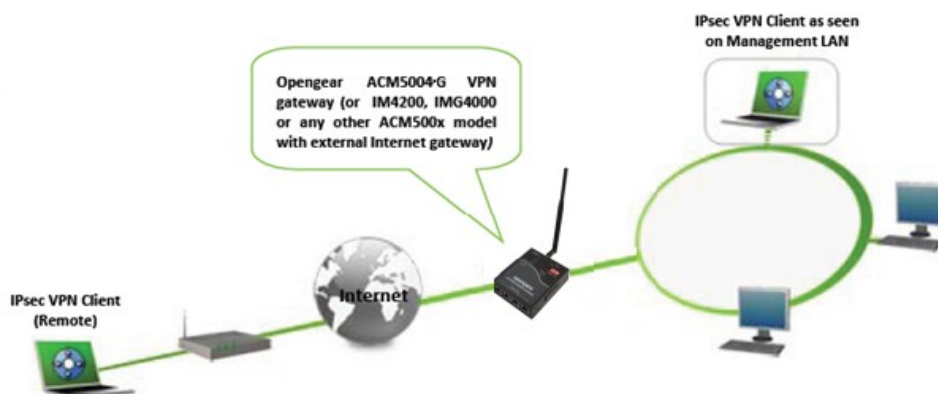 IPsec VPN Client as seen
on Management LAN
Opengear ACM5004-G VPN
gateway (or IM4200, IMG4000
or any other ACM500x model
with external Internet gateway)
Internet
IPsec VPN Client
(Remote)